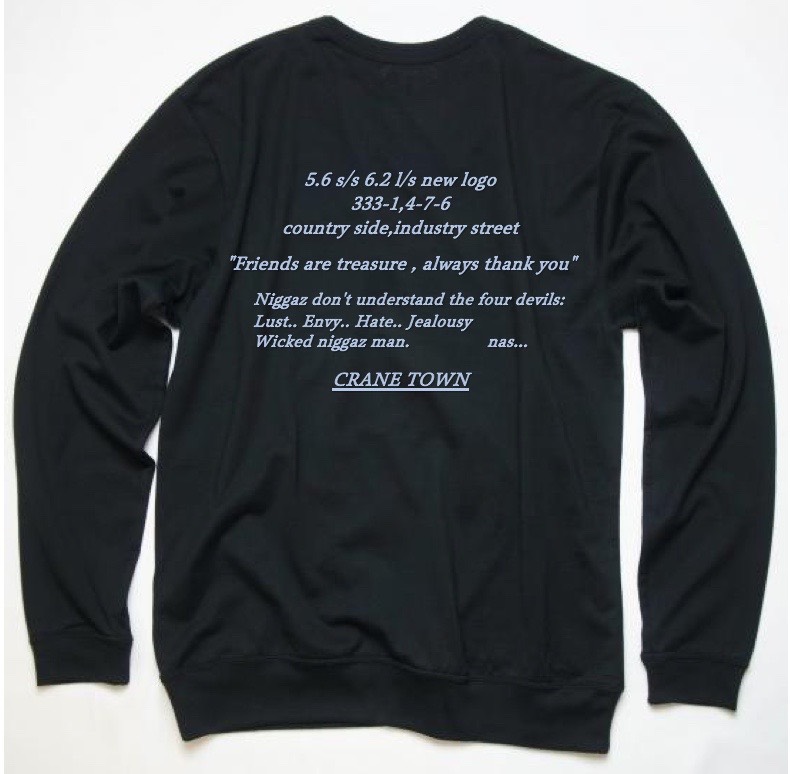 5.6 s/s 6.2 l/s new logo
333-1,4-7-6
country side,industry street
"Friends are treasure , always thank you"
Niggaz don't understand the four devils:
Lust.. Envy.. Hate.. Jealousy
Wicked niggaz man. nas...
CRANE TOWN